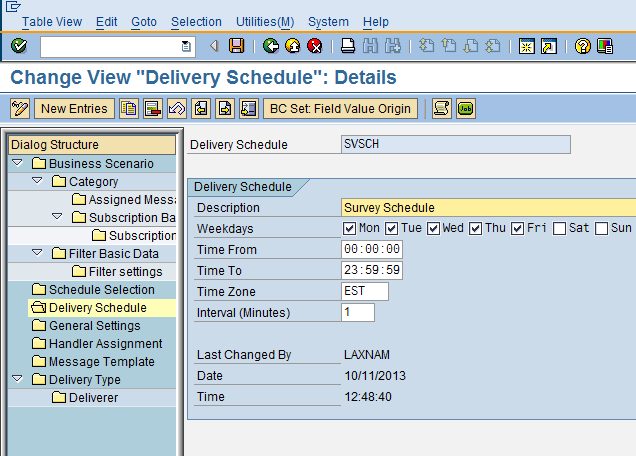 Table View Edit Goto Selection Utilities(M) System Help
Change View "Delivery Schedule": Details
New Entries BC Set: Field Value Origin Job
Dialog Structure
Business Scenario
Category
Assigned Messa
Subscription Ba
Subscription
Filter Basic Data
Filter settings
Schedule Selection
Delivery Schedule
General Settings
Handler Assignment
Message Template
Delivery Type
Deliverer
Delivery Schedule SVSCH
Delivery Schedule
Description Survey Schedule
Weekdays Mon Tue Wed Thu Fri Sat Sun
Time From 00:00:00
Time To 23:59:59
Time Zone EST
Interval (Minutes) 1
Last Changed By LAXNAM
Date 10/11/2013
Time 12:48:40